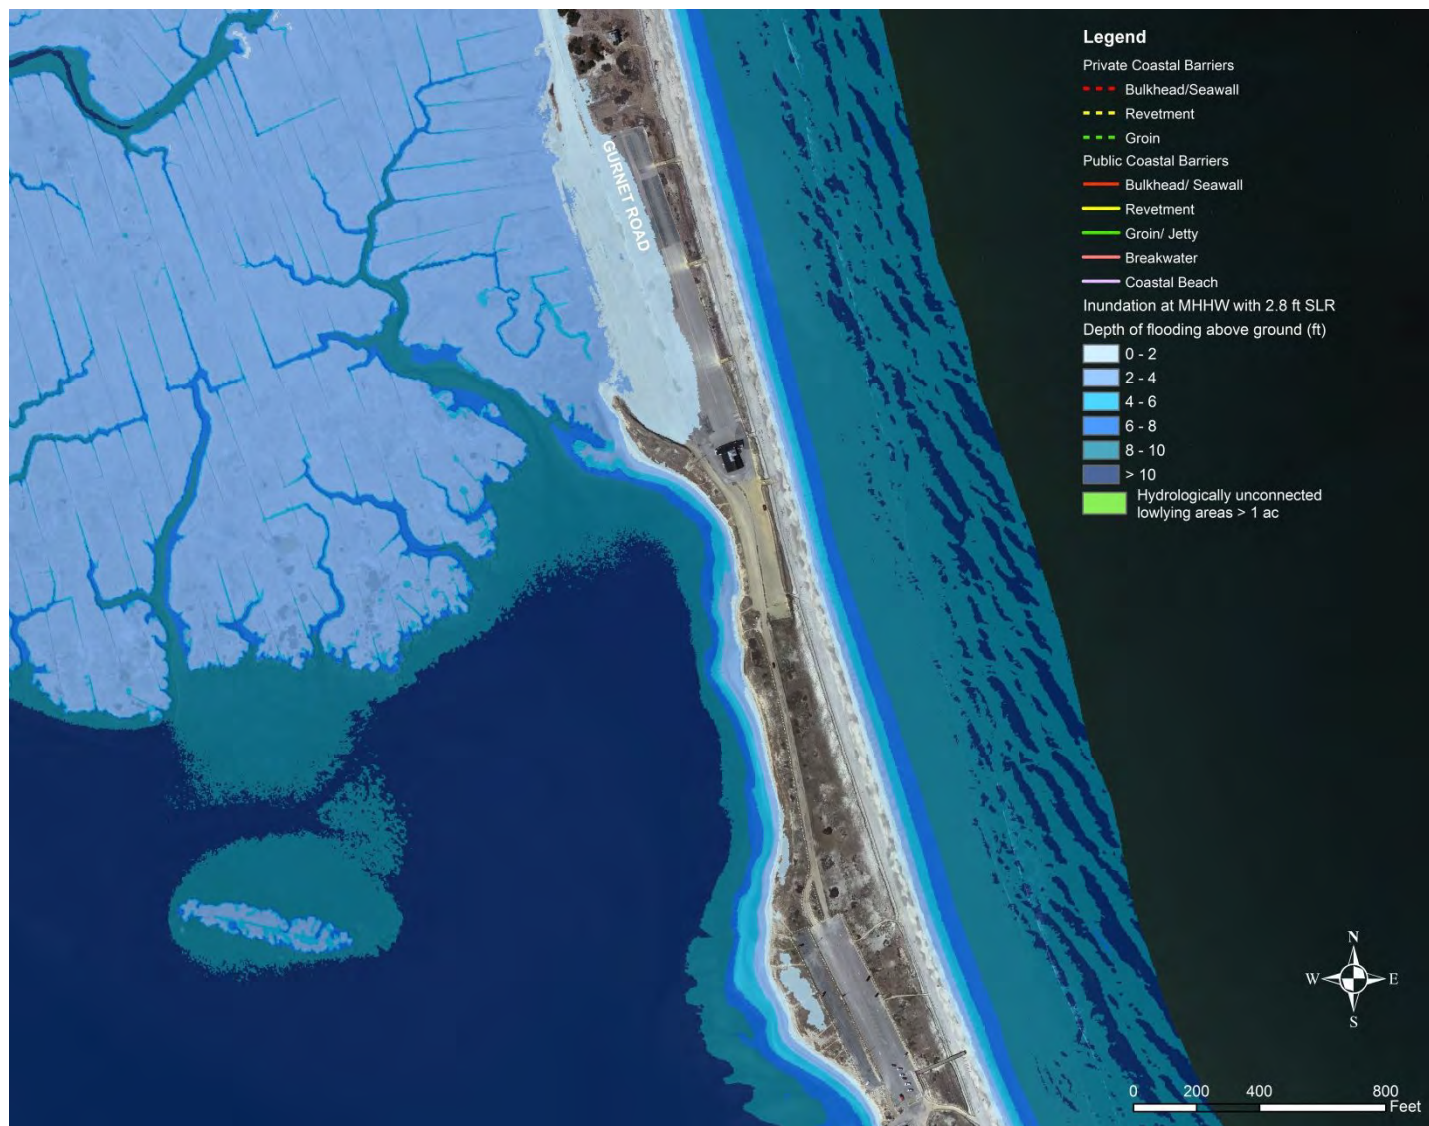 Legend
Private Coastal Barriers
Bulkhead/Seawall
Revetment
Groin
Public Coastal Barriers
Bulkhead/ Seawall
Revetment
Groin/ Jetty
Breakwater
Coastal Beach
Inundation at MHHW with 2.8 ft SLR
Depth of flooding above ground (ft)
0 - 2
2 - 4
4 - 6
6 - 8
8 - 10
> 10
Hydrologically unconnected
lowlying areas > 1 ac
GURNET ROAD
N
W E
S
0 200 400 800
Feet